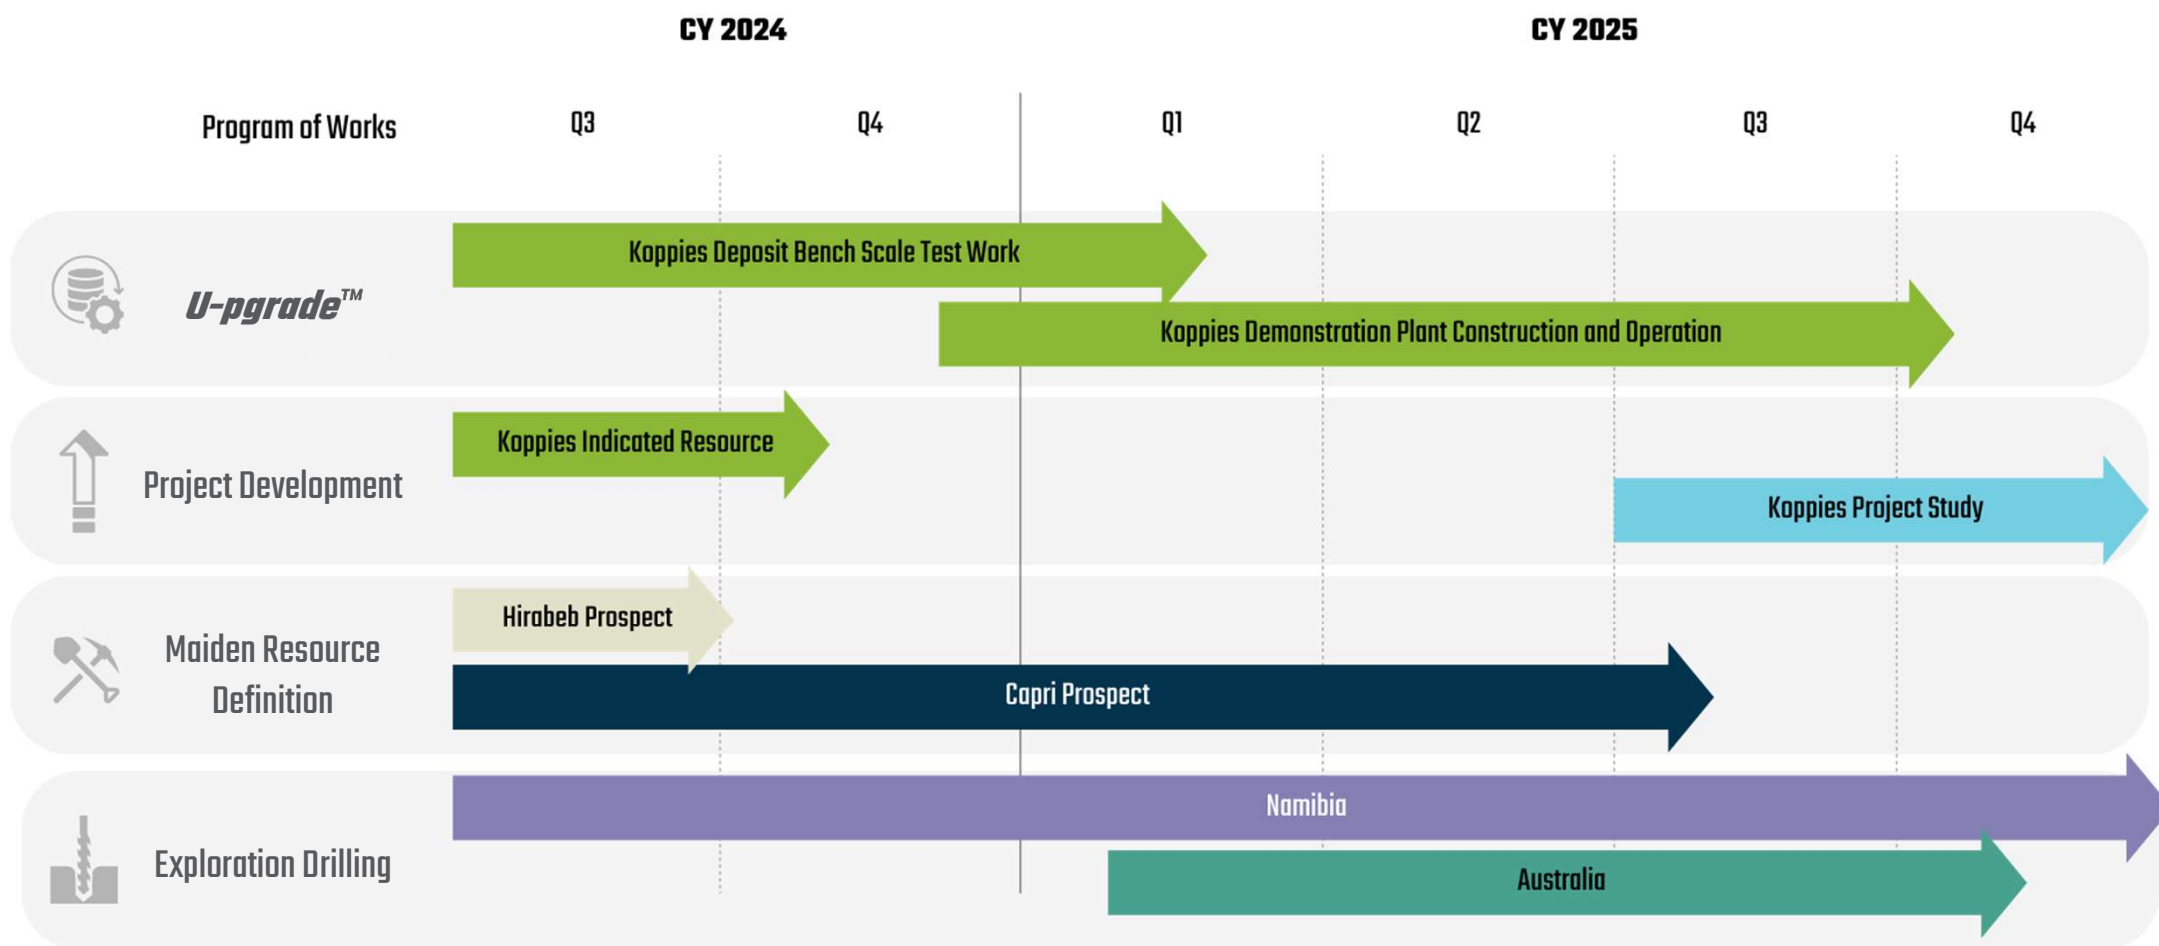 CY 2024
CY 2025
Program of Works
Q3
Q4
Q1
Q2
Q3
Q4
U-pgrade™
Koppies Deposit Bench Scale Test Work
Koppies Demonstration Plant Construction and Operation
Project Development
Koppies Indicated Resource
Koppies Project Study
Maiden Resource
Definition
Hirabeb Prospect
Capri Prospect
Exploration Drilling
Namibia
Australia